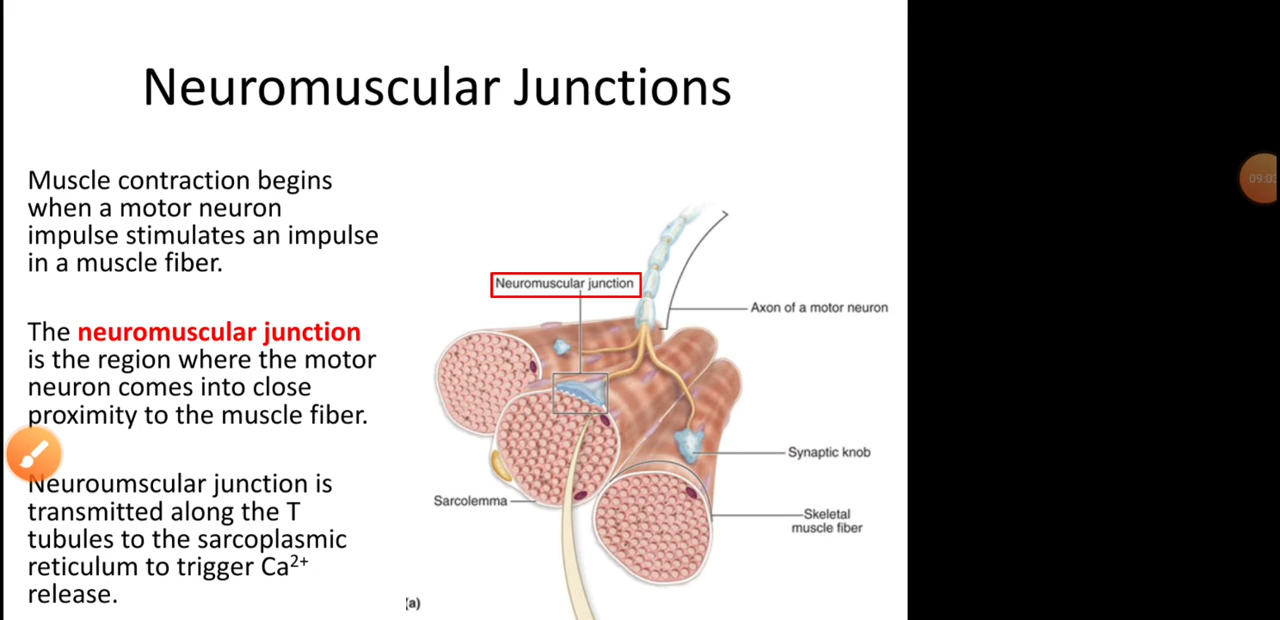 Neuromuscular Junctions
Muscle contraction begins
when a motor neuron
impulse stimulates an impulse
in a muscle fiber.
The neuromuscular junction
is the region where the motor
neuron comes into close
proximity to the muscle fiber.
Neuroumscular junction is
transmitted along the T
tubules to the sarcoplasmic
reticulum to trigger Ca²⁺
release.
Neuromuscular junction
Axon of a motor neuron
Synaptic knob
Sarcolemma
Skeletal
muscle fiber
(a)